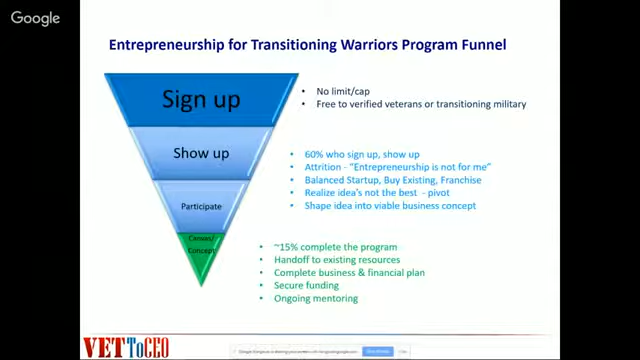 Google
Entrepreneurship for Transitioning Warriors Program Funnel
Sign up
• No limit/cap
• Free to verified veterans or transitioning military
Show up
• 60% who sign up, show up
• Attrition - "Entrepreneurship is not for me"
• Balanced Startup, Buy Existing, Franchise
• Realize idea's not the best - pivot
• Shape idea into viable business concept
Participate
Canvas/
Concept
• ~15% complete the program
• Handoff to existing resources
• Complete business & financial plan
• Secure funding
• Ongoing mentoring
VET TO CEO